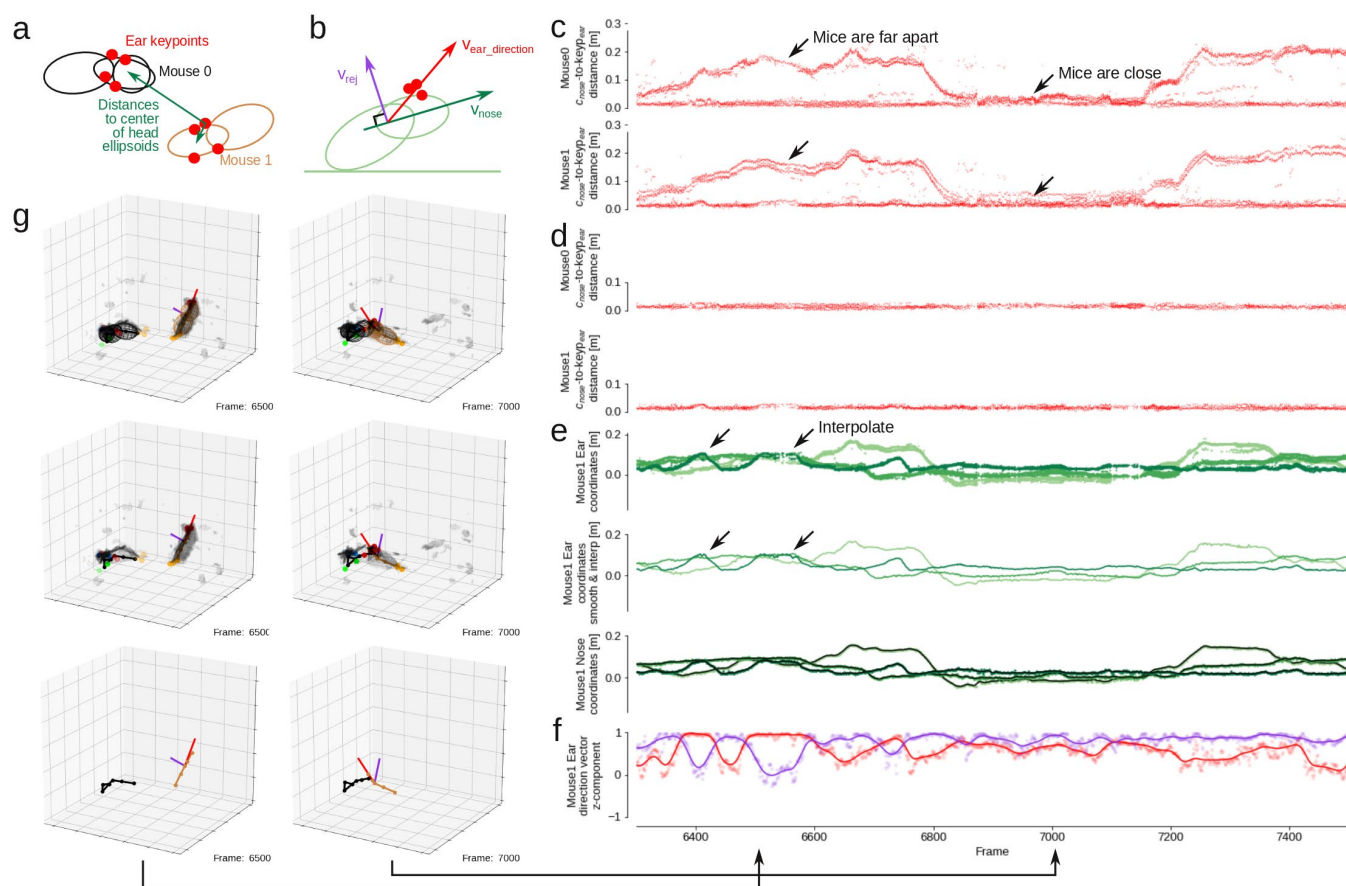 a
Ear keypoints
Mouse 0
Distances
to center
of head
ellipsoids
Mouse 1
b
v_ear_direction
v_rej
v_nose
c
Mouse0
c_nose-to-keyp_ear
distamce [m]
0.3
0.2
0.1
0.0
Mice are far apart
Mice are close
Mouse1
c_nose-to-keyp_ear
distamce [m]
0.3
0.2
0.1
0.0
d
Mouse0
c_nose-to-keyp_ear
distamce [m]
0.1
0.0
Mouse1
c_nose-to-keyp_ear
distamce [m]
0.1
0.0
e
Interpolate
Mouse1 Ear
coordinates [m]
0.2
0.0
Mouse1 Ear
coordinates
smooth & interp [m]
0.2
0.0
Mouse1 Nose
coordinates [m]
0.2
0.0
f
Mouse1 Ear
direction vector
z-component
1
0
−1
6400
6600
6800
7000
7200
7400
Frame
g
Frame: 6500
Frame: 7000
Frame: 650
Frame: 7000
Frame: 6500
Frame: 7000